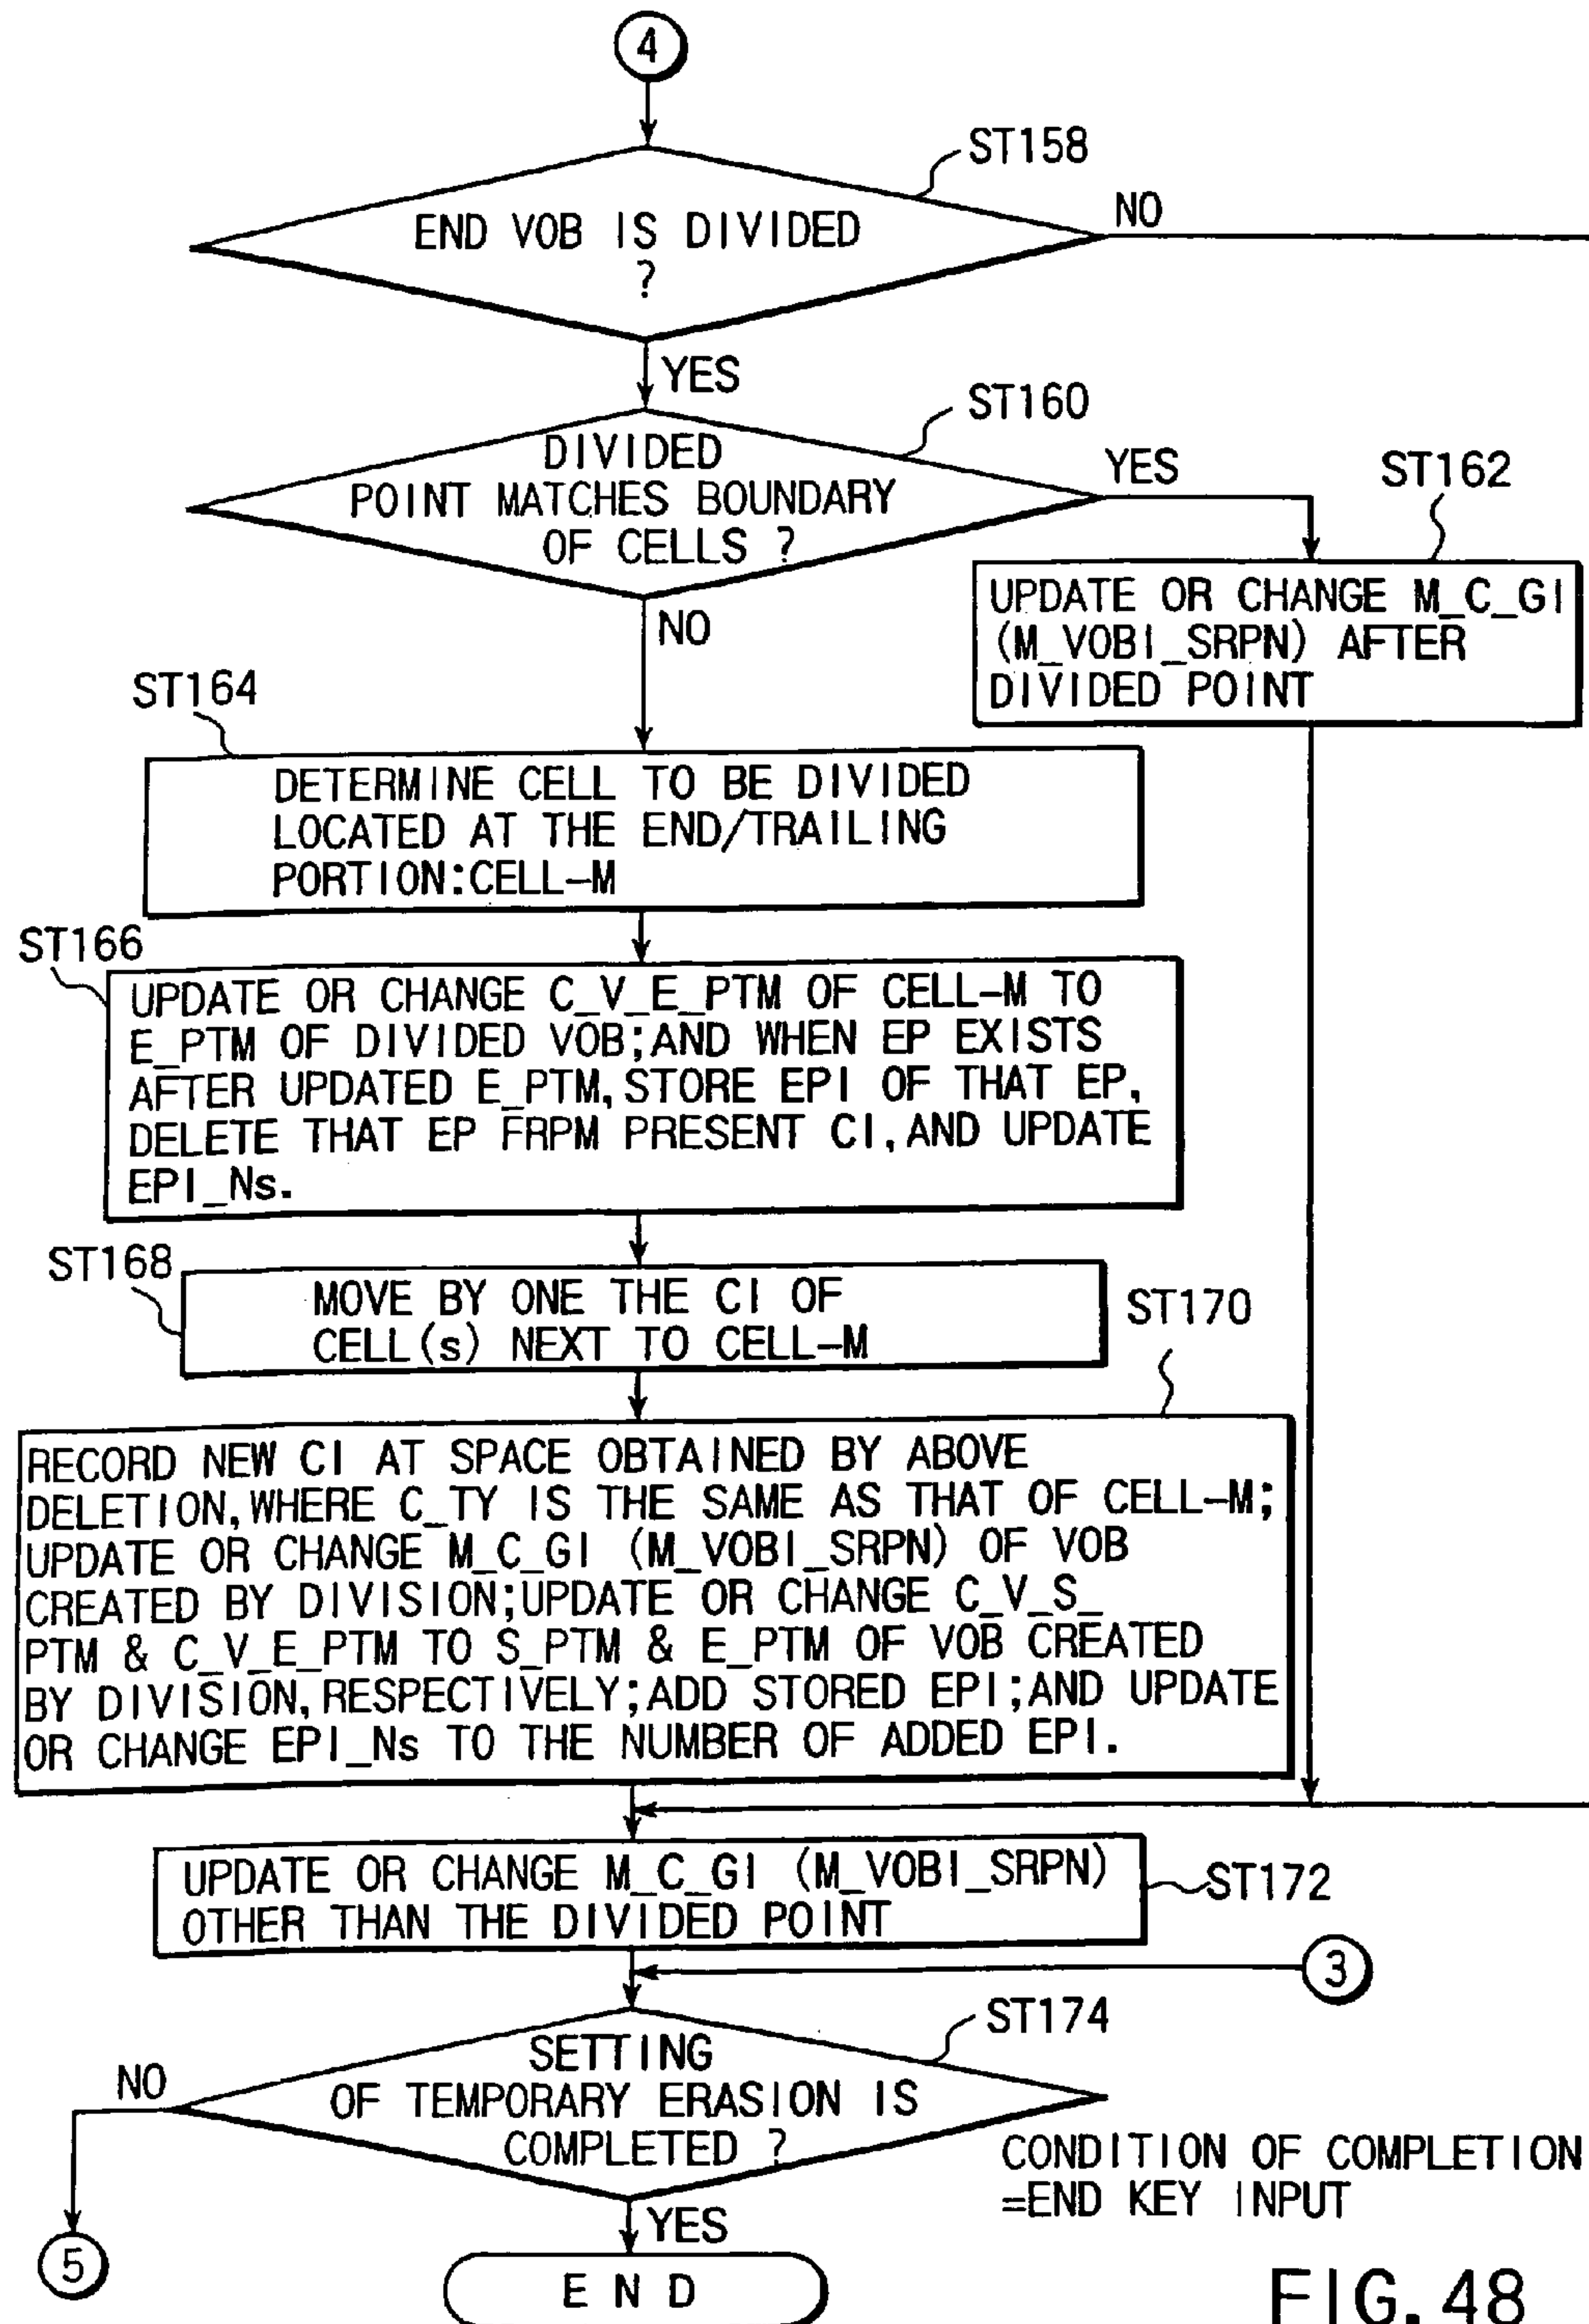 4
ST158
END VOB IS DIVIDED
?
NO
YES
ST160
DIVIDED
POINT MATCHES BOUNDARY
OF CELLS ?
YES
ST162
UPDATE OR CHANGE M_C_GI
(M_VOBI_SRPN) AFTER
DIVIDED POINT
NO
ST164
DETERMINE CELL TO BE DIVIDED
LOCATED AT THE END/TRAILING
PORTION:CELL-M
ST166
UPDATE OR CHANGE C_V_E_PTM OF CELL-M TO
E_PTM OF DIVIDED VOB;AND WHEN EP EXISTS
AFTER UPDATED E_PTM,STORE EPI OF THAT EP,
DELETE THAT EP FRPM PRESENT CI,AND UPDATE
EPI_Ns.
ST168
MOVE BY ONE THE CI OF
CELL(s) NEXT TO CELL-M
ST170
RECORD NEW CI AT SPACE OBTAINED BY ABOVE
DELETION,WHERE C_TY IS THE SAME AS THAT OF CELL-M;
UPDATE OR CHANGE M_C_GI (M_VOBI_SRPN) OF VOB
CREATED BY DIVISION;UPDATE OR CHANGE C_V_S_
PTM & C_V_E_PTM TO S_PTM & E_PTM OF VOB CREATED
BY DIVISION,RESPECTIVELY;ADD STORED EPI;AND UPDATE
OR CHANGE EPI_Ns TO THE NUMBER OF ADDED EPI.
UPDATE OR CHANGE M_C_GI (M_VOBI_SRPN)
OTHER THAN THE DIVIDED POINT
ST172
3
ST174
SETTING
OF TEMPORARY ERASION IS
COMPLETED ?
NO
CONDITION OF COMPLETION
=END KEY INPUT
YES
5
END
FIG. 48